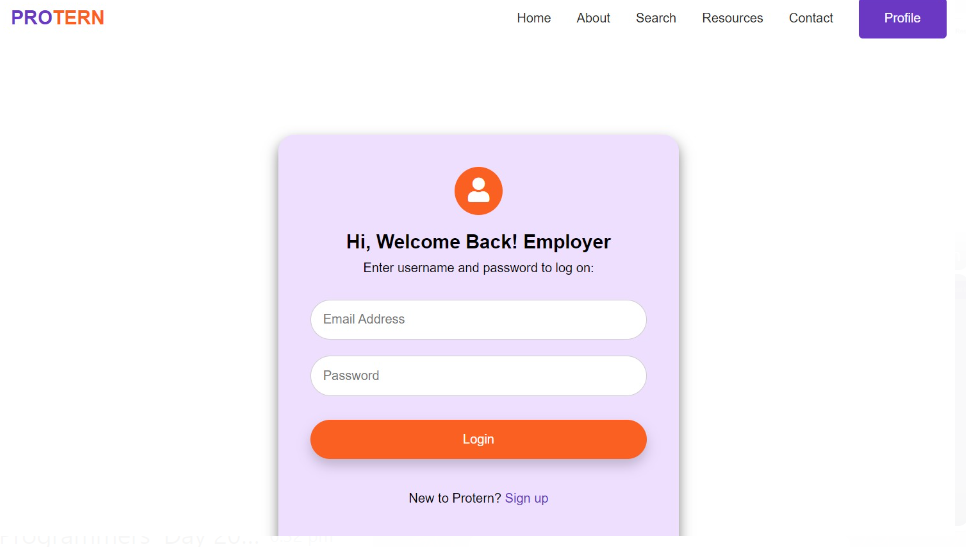 PROTERN
Home About Search Resources Contact Profile
Hi, Welcome Back! Employer
Enter username and password to log on:
Email Address
Password
Login
New to Protern? Sign up
Programmers' Day 20...